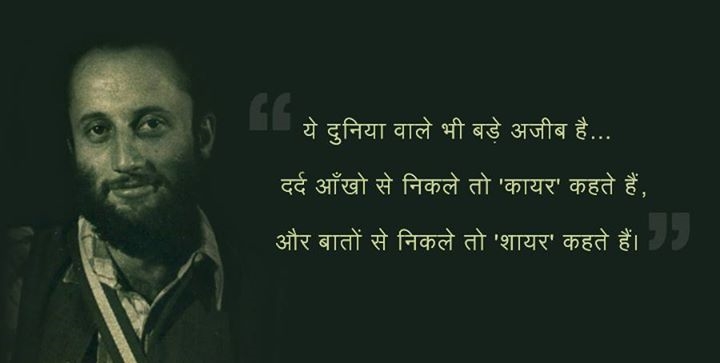 ये दुनिया वाले भी बड़े अजीब है...
दर्द आँखो से निकले तो 'कायर' कहते हैं,
और बातों से निकले तो 'शायर' कहते हैं।